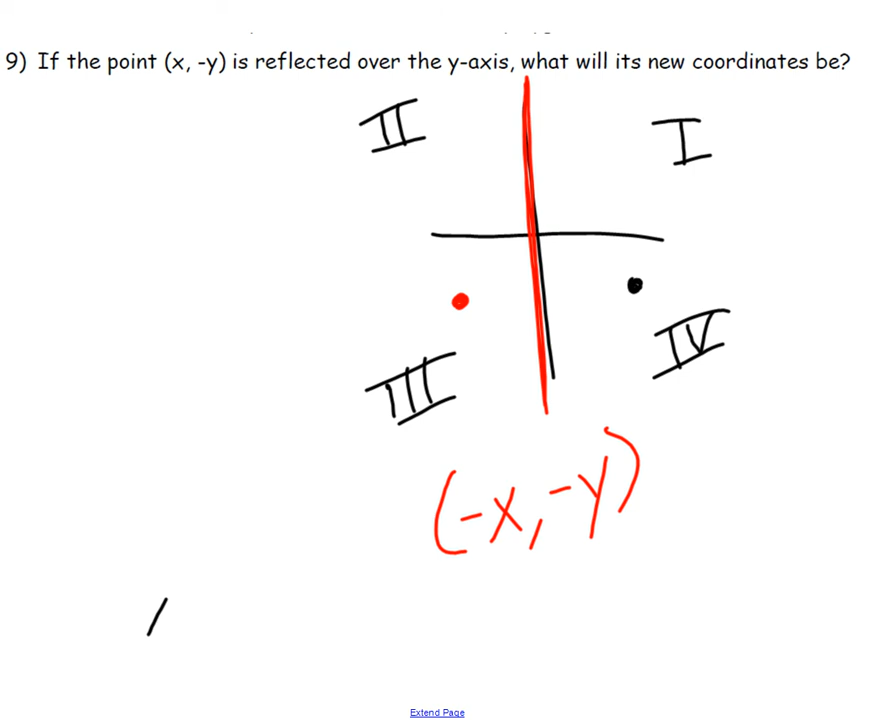 9) If the point (x, -y) is reflected over the y-axis, what will its new coordinates be?
II
I
III
IV
(-x, -y)
Extend Page